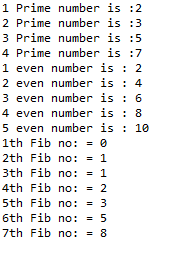 1 Prime number is :2
2 Prime number is :3
3 Prime number is :5
4 Prime number is :7
1 even number is : 2
2 even number is : 4
3 even number is : 6
4 even number is : 8
5 even number is : 10
1th Fib no: = 0
2th Fib no: = 1
3th Fib no: = 1
4th Fib no: = 2
5th Fib no: = 3
6th Fib no: = 5
7th Fib no: = 8